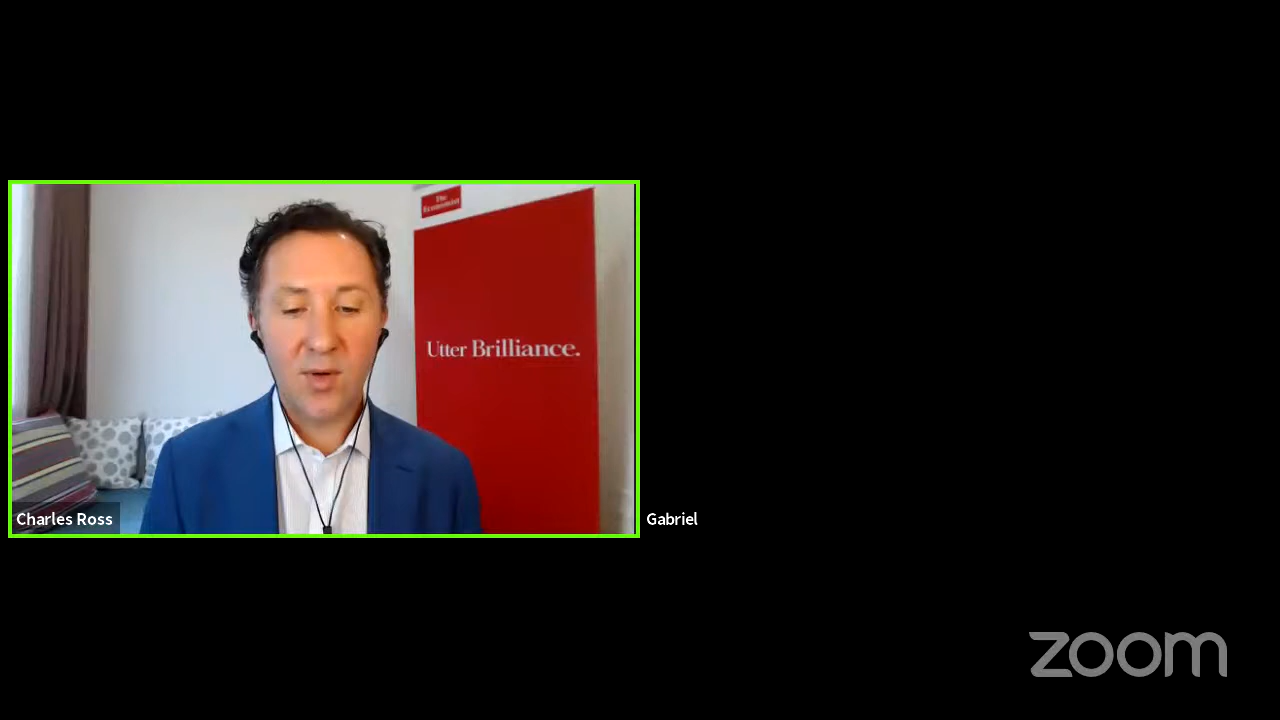 The
Economist
Utter Brilliance.
Charles Ross
Gabriel
zoom